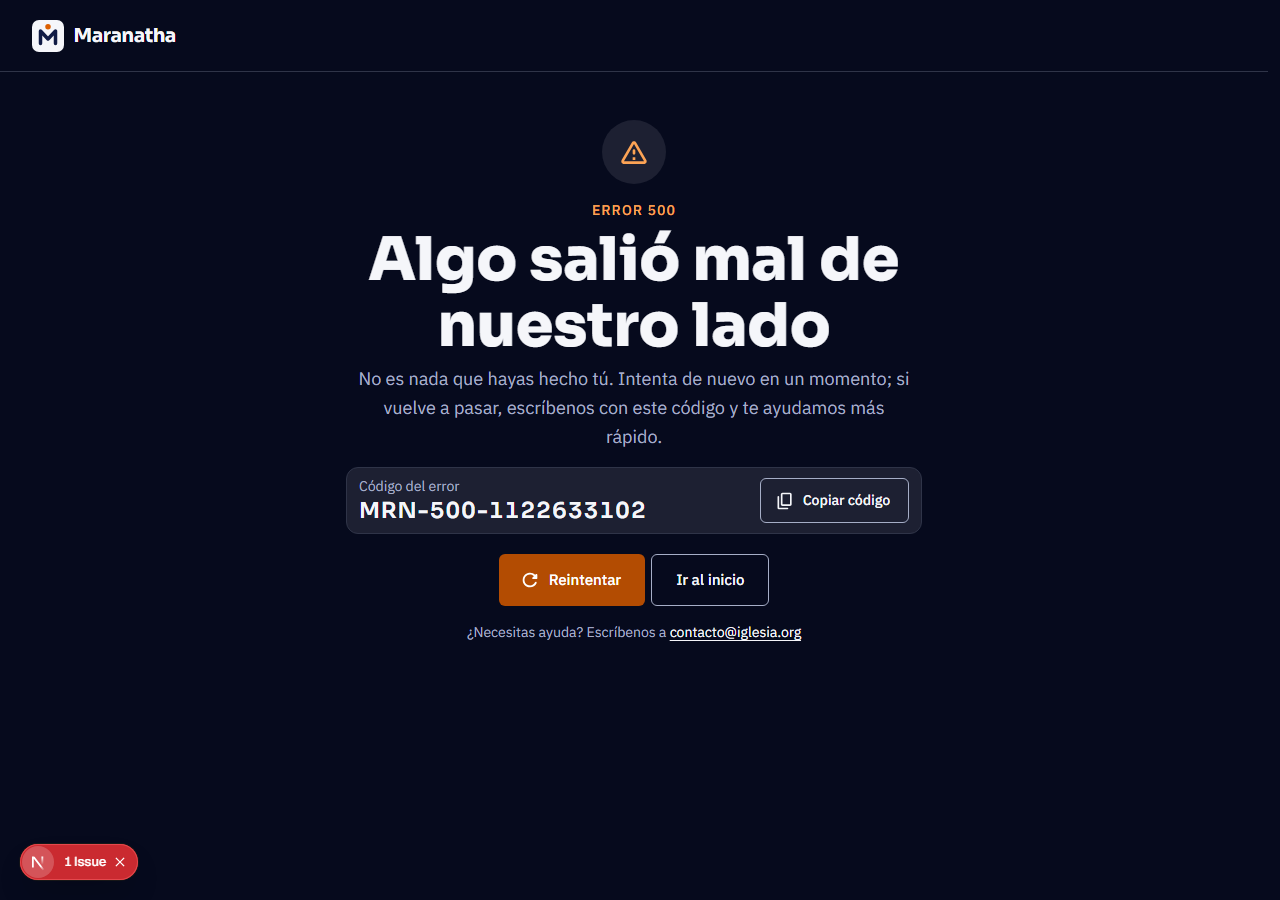 Maranatha
ERROR 500
Algo salió mal de
nuestro lado
No es nada que hayas hecho tú. Intenta de nuevo en un momento; si
vuelve a pasar, escríbenos con este código y te ayudamos más
rápido.
Código del error
MRN-500-1122633102
Copiar código
Reintentar
Ir al inicio
¿Necesitas ayuda? Escríbenos a contacto@iglesia.org
N 1 Issue